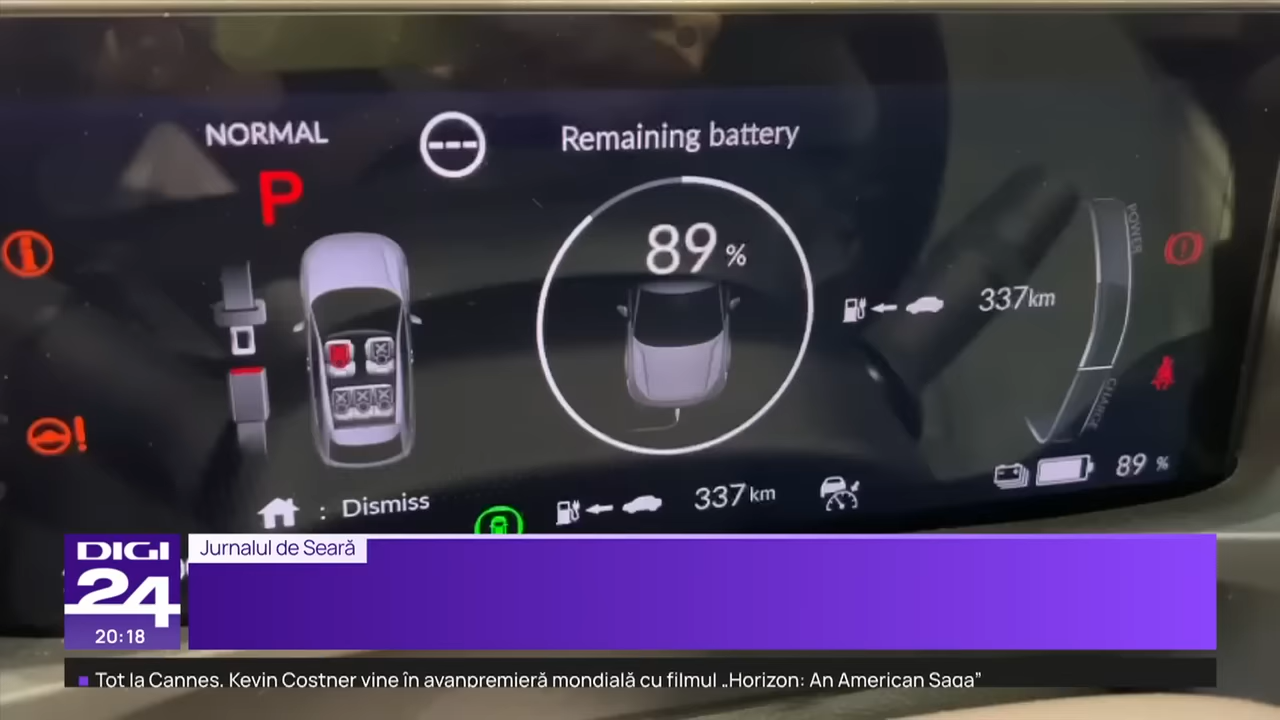 NORMAL
Remaining battery
P
89 %
POWER
337km
CHARGE
89 %
: Dismiss
337 km
DIGI
24
20:18
Jurnalul de Seară
Tot la Cannes, Kevin Costner vine în avanpremieră mondială cu filmul „Horizon: An American Saga”